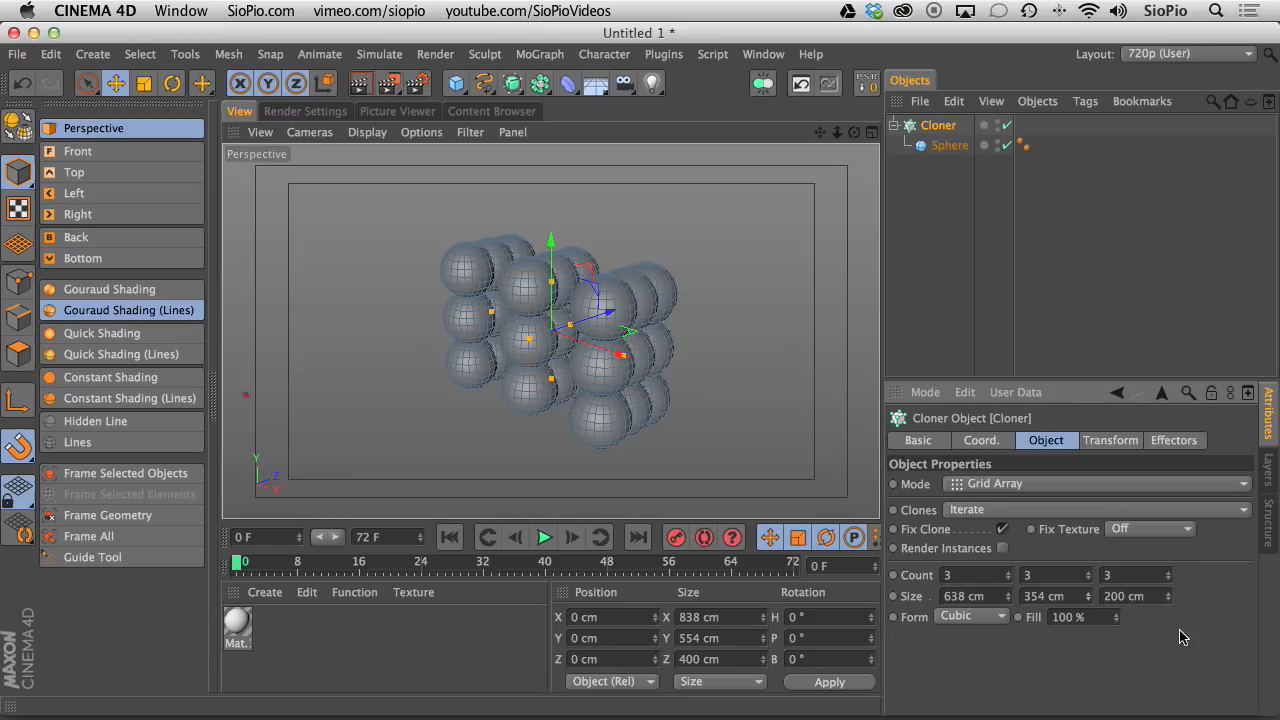 CINEMA 4D Window SioPio.com vimeo.com/siopio youtube.com/SioPioVideos SioPio
Untitled 1 *
File Edit Create Select Tools Mesh Snap Animate Simulate Render Sculpt MoGraph Character Plugins Script Window Help Layout: 720p (User)
X Y Z PSR 0
View Render Settings Picture Viewer Content Browser
View Cameras Display Options Filter Panel
Perspective
Y Z X
Perspective
F Front
Top
Left
Right
B Back
Bottom
Gouraud Shading
Gouraud Shading (Lines)
Quick Shading
Quick Shading (Lines)
Constant Shading
Constant Shading (Lines)
Hidden Line
Lines
Frame Selected Objects
Frame Selected Elements
Frame Geometry
Frame All
Guide Tool
MAXON
CINEMA 4D
0 F 72 F P
0 8 16 24 32 40 48 56 64 72 0 F
Create Edit Function Texture
Mat.
Position Size Rotation
X 0 cm X 838 cm H 0 °
Y 0 cm Y 554 cm P 0 °
Z 0 cm Z 400 cm B 0 °
Object (Rel) Size Apply
Objects
File Edit View Objects Tags Bookmarks
Cloner
Sphere
Mode Edit User Data
Cloner Object [Cloner]
Basic Coord. Object Transform Effectors
Object Properties
Mode Grid Array
Clones Iterate
Fix Clone . . . . . . . Fix Texture Off
Render Instances
Count 3 3 3
Size . 638 cm 354 cm 200 cm
Form Cubic Fill 100 %
Attributes
Layers
Structure